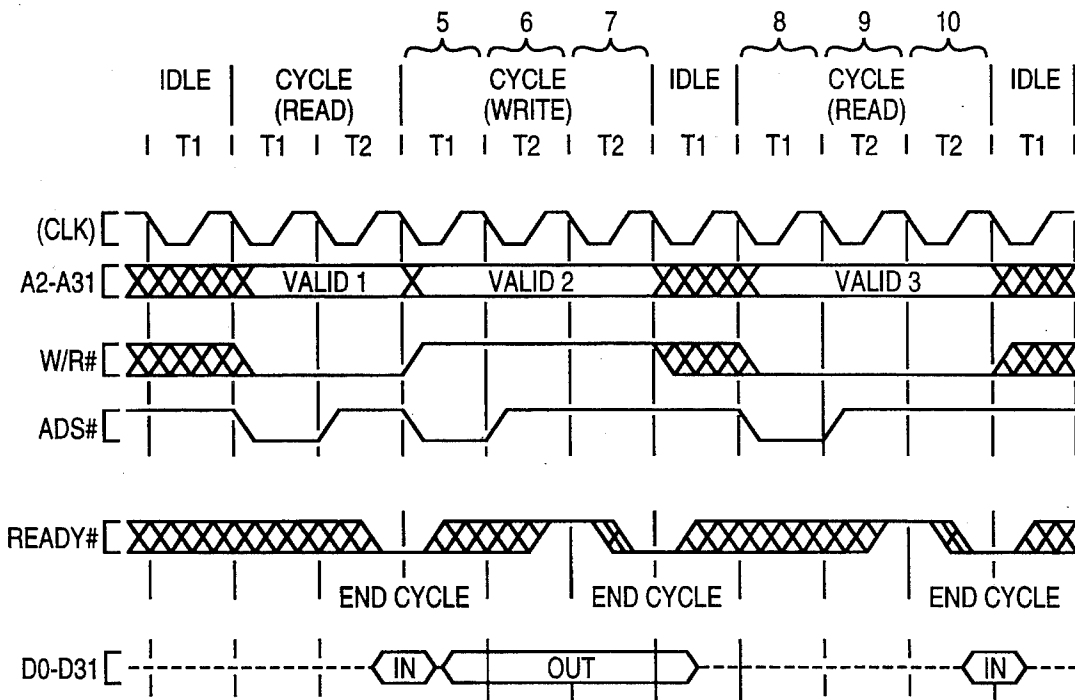 5 6 7 8 9 10
IDLE CYCLE CYCLE IDLE CYCLE IDLE
(READ) (WRITE) (READ)
T1 T1 T2 T1 T2 T2 T1 T1 T2 T2 T1
(CLK)
A2-A31 VALID 1 VALID 2 VALID 3
W/R#
ADS#
READY#
END CYCLE END CYCLE END CYCLE
D0-D31 IN OUT IN